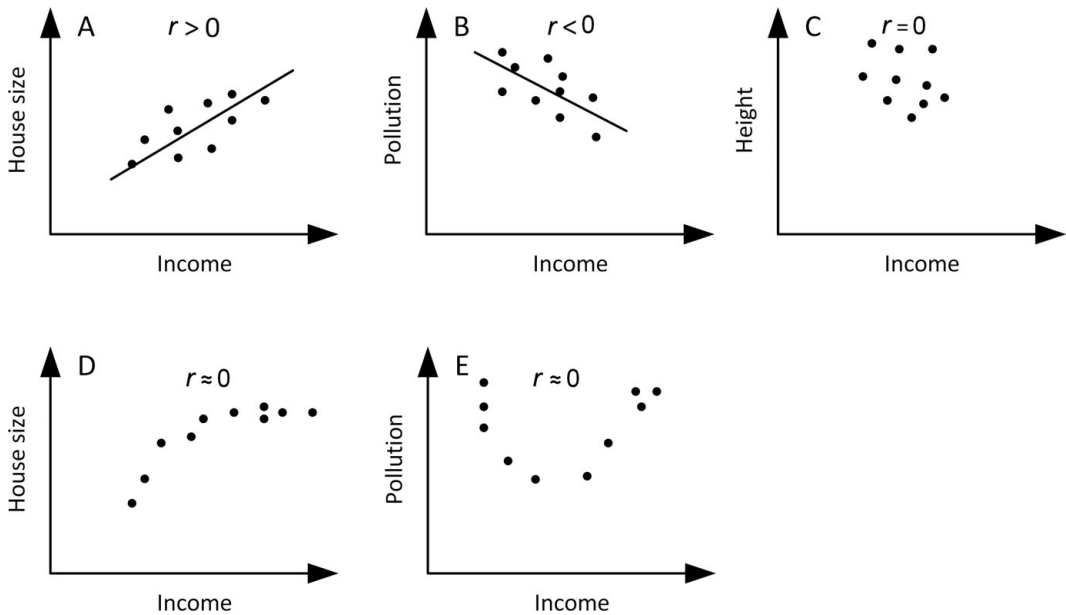 A
r > 0
House size
Income
B
r < 0
Pollution
Income
C
r = 0
Height
Income
D
r ≈ 0
House size
Income
E
r ≈ 0
Pollution
Income